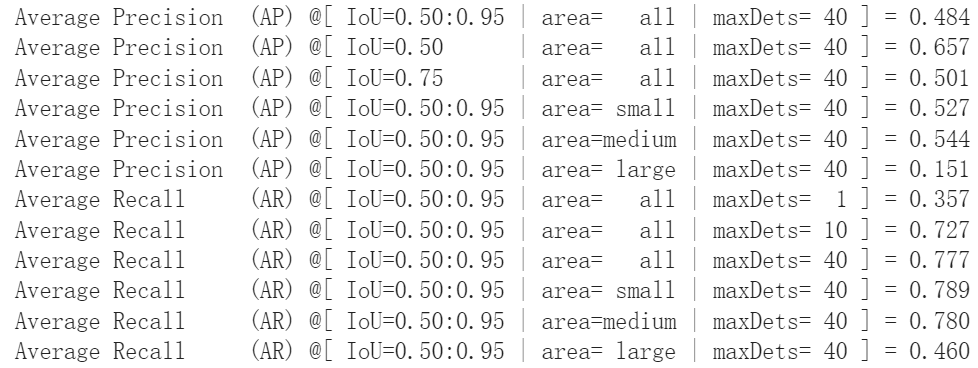 Average Precision  (AP) @[ IoU=0.50:0.95 | area=   all | maxDets= 40 ] = 0.484
Average Precision  (AP) @[ IoU=0.50      | area=   all | maxDets= 40 ] = 0.657
Average Precision  (AP) @[ IoU=0.75      | area=   all | maxDets= 40 ] = 0.501
Average Precision  (AP) @[ IoU=0.50:0.95 | area= small | maxDets= 40 ] = 0.527
Average Precision  (AP) @[ IoU=0.50:0.95 | area=medium | maxDets= 40 ] = 0.544
Average Precision  (AP) @[ IoU=0.50:0.95 | area= large | maxDets= 40 ] = 0.151
Average Recall     (AR) @[ IoU=0.50:0.95 | area=   all | maxDets=  1 ] = 0.357
Average Recall     (AR) @[ IoU=0.50:0.95 | area=   all | maxDets= 10 ] = 0.727
Average Recall     (AR) @[ IoU=0.50:0.95 | area=   all | maxDets= 40 ] = 0.777
Average Recall     (AR) @[ IoU=0.50:0.95 | area= small | maxDets= 40 ] = 0.789
Average Recall     (AR) @[ IoU=0.50:0.95 | area=medium | maxDets= 40 ] = 0.780
Average Recall     (AR) @[ IoU=0.50:0.95 | area= large | maxDets= 40 ] = 0.460